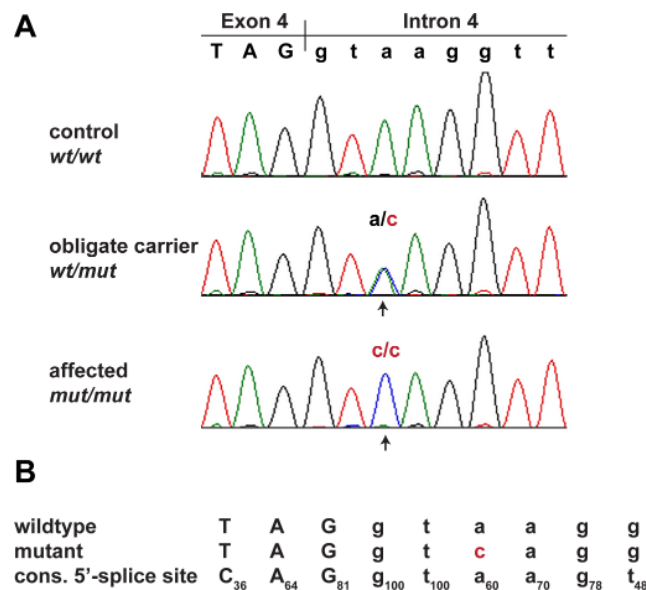 A
Exon 4 Intron 4
T A G g t a a g g t t
control
wt/wt
a/c
obligate carrier
wt/mut
c/c
affected
mut/mut
B
wildtype T A G g t a a g g
mutant T A G g t c a g g
cons. 5'-splice site C36 A64 G81 g100 t100 a60 a70 g78 t48